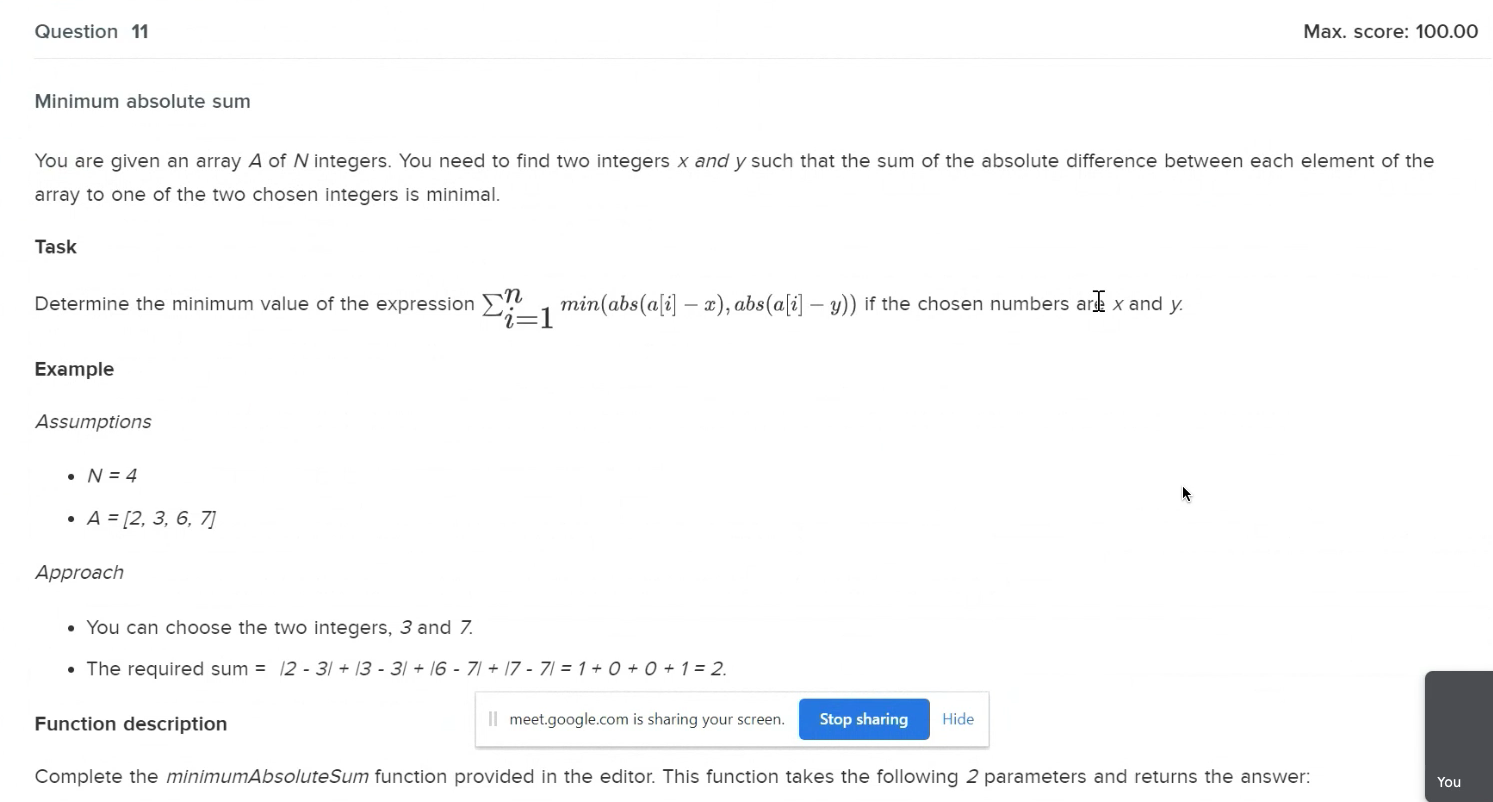 Question 11
Max. score: 100.00
Minimum absolute sum
You are given an array A of N integers. You need to find two integers x and y such that the sum of the absolute difference between each element of the
array to one of the two chosen integers is minimal.
Task
Determine the minimum value of the expression ∑ⁿᵢ₌₁ min(abs(a[i] − x), abs(a[i] − y)) if the chosen numbers are x and y.
Example
Assumptions
• N = 4
• A = [2, 3, 6, 7]
Approach
• You can choose the two integers, 3 and 7.
• The required sum = |2 - 3| + |3 - 3| + |6 - 7| + |7 - 7| = 1 + 0 + 0 + 1 = 2.
meet.google.com is sharing your screen. Stop sharing Hide
Function description
Complete the minimumAbsoluteSum function provided in the editor. This function takes the following 2 parameters and returns the answer:
You